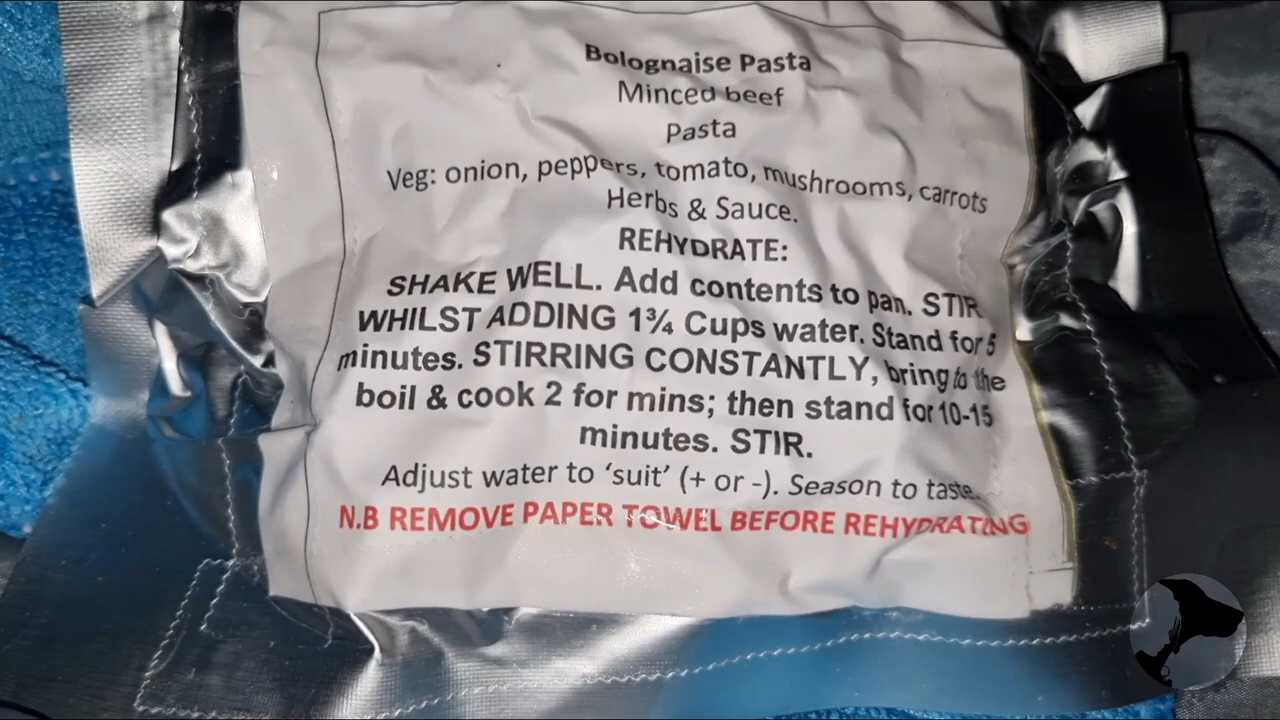 Bolognaise Pasta
Minced beef
Pasta
Veg: onion, peppers, tomato, mushrooms, carrots
Herbs & Sauce.
REHYDRATE:
SHAKE WELL. Add contents to pan. STIR
WHILST ADDING 1¾ Cups water. Stand for 5
minutes. STIRRING CONSTANTLY, bring to the
boil & cook 2 for mins; then stand for 10-15
minutes. STIR.
Adjust water to ‘suit’ (+ or -). Season to taste.
N.B REMOVE PAPER TOWEL BEFORE REHYDRATING